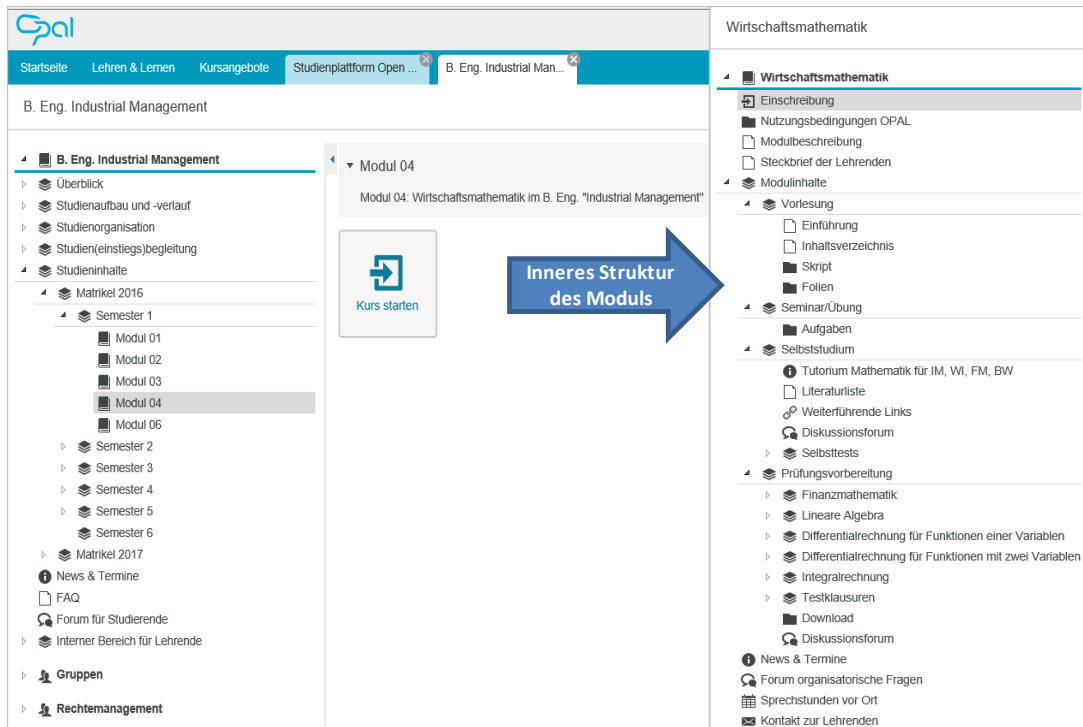 Opal
Startseite Lehren & Lernen Kursangebote Studienplattform Open ... B. Eng. Industrial Man...
B. Eng. Industrial Management
B. Eng. Industrial Management
Überblick
Studienaufbau und -verlauf
Studienorganisation
Studien(einstiegs)begleitung
Studieninhalte
Matrikel 2016
Semester 1
Modul 01
Modul 02
Modul 03
Modul 04
Modul 06
Semester 2
Semester 3
Semester 4
Semester 5
Semester 6
Matrikel 2017
News & Termine
FAQ
Forum für Studierende
Interner Bereich für Lehrende
Gruppen
Rechtemanagement
Modul 04
Modul 04: Wirtschaftsmathematik im B. Eng. "Industrial Management"
Kurs starten
Inneres Struktur
des Moduls
Wirtschaftsmathematik
Wirtschaftsmathematik
Einschreibung
Nutzungsbedingungen OPAL
Modulbeschreibung
Steckbrief der Lehrenden
Modulinhalte
Vorlesung
Einführung
Inhaltsverzeichnis
Skript
Folien
Seminar/Übung
Aufgaben
Selbststudium
Tutorium Mathematik für IM, WI, FM, BW
Literaturliste
Weiterführende Links
Diskussionsforum
Selbsttests
Prüfungsvorbereitung
Finanzmathematik
Lineare Algebra
Differentialrechnung für Funktionen einer Variablen
Differentialrechnung für Funktionen mit zwei Variablen
Integralrechnung
Testklausuren
Download
Diskussionsforum
News & Termine
Forum organisatorische Fragen
Sprechstunden vor Ort
Kontakt zur Lehrenden